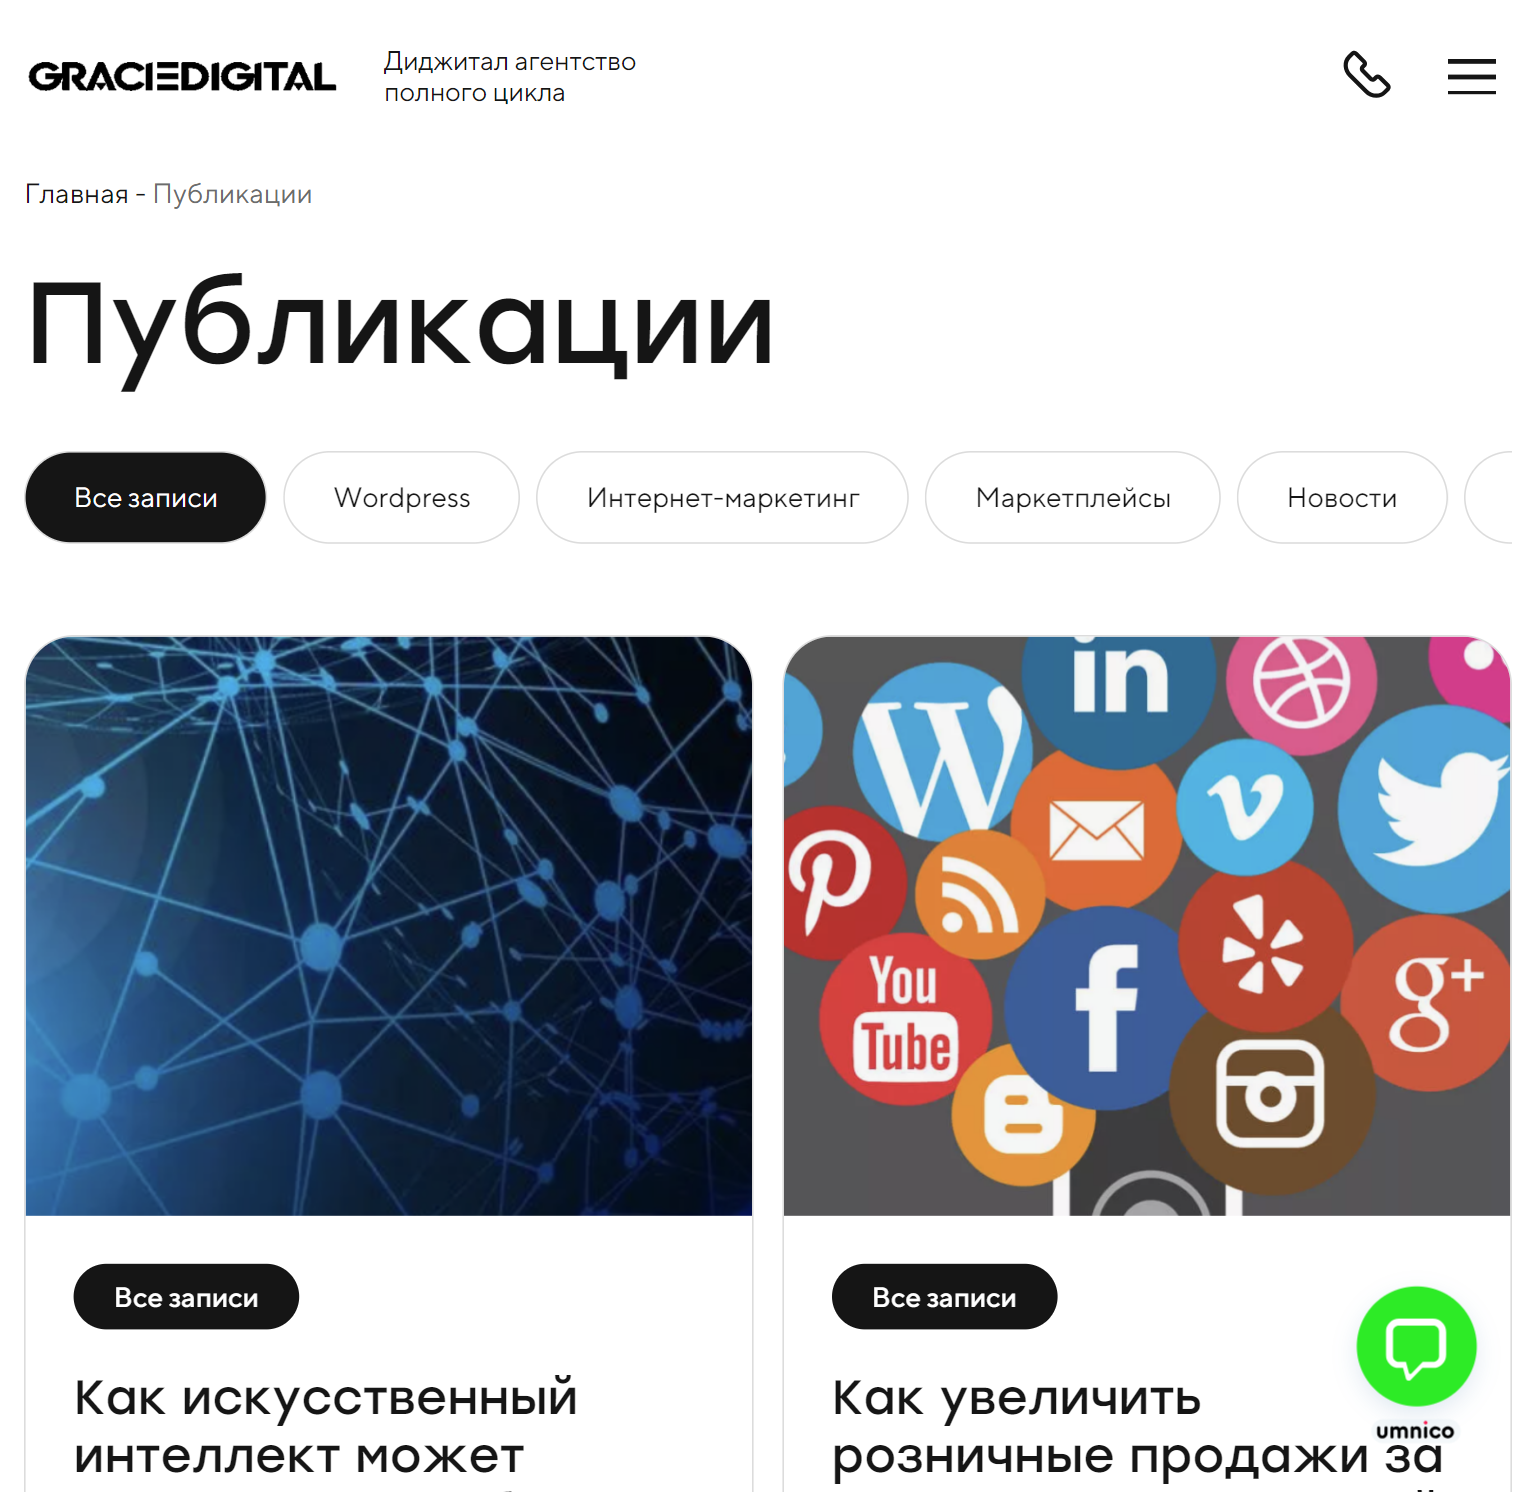 GRACIEDIGITAL
Диджитал агентство
полного цикла
Главная - Публикации
Публикации
Все записи
Wordpress
Интернет-маркетинг
Маркетплейсы
Новости
in
You
Tube
f
g+
Все записи
Как искусственный
интеллект может
Все записи
Как увеличить
розничные продажи за
umnico